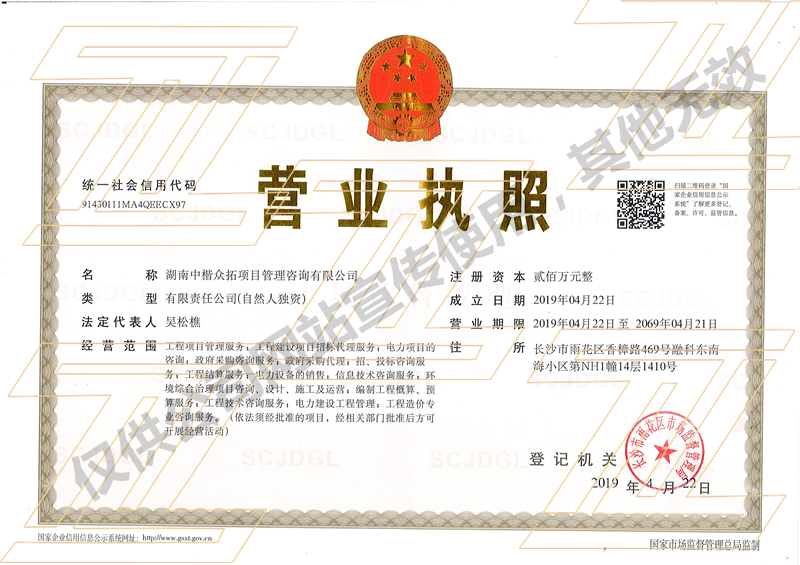 营业执照
统一社会信用代码
91430111MA4QEECX97
扫描二维码登录“国
家企业信用信息公示
系统”了解更多登记、
备案、许可、监管信息。
名 称 湖南中楷众拓项目管理咨询有限公司
类 型 有限责任公司(自然人独资)
法定代表人 吴松樵
经营范围 工程项目管理服务；工程建设项目招标代理服务；电力项目的
咨询；政府采购咨询服务；政府采购代理；招、投标咨询服
务；工程结算服务；电力设备的销售；信息技术咨询服务；环
境综合治理项目咨询、设计、施工及运营；编制工程概算、预
算服务；工程技术咨询服务；电力建设工程管理；工程造价专
业咨询服务。（依法须经批准的项目，经相关部门批准后方可
开展经营活动）
注册资本 贰佰万元整
成立日期 2019年04月22日
营业期限 2019年04月22日 至 2069年04月21日
住 所 长沙市雨花区香樟路469号融科东南
海小区第NH1幢14层1410号
登记机关
长沙市雨花区市场监督管理局
2019 年 4 月 22 日
仅供公司网站宣传使用，其他无效
SCJDGL
国家企业信用信息公示系统网址：http://www.gsxt.gov.cn
国家市场监督管理总局监制